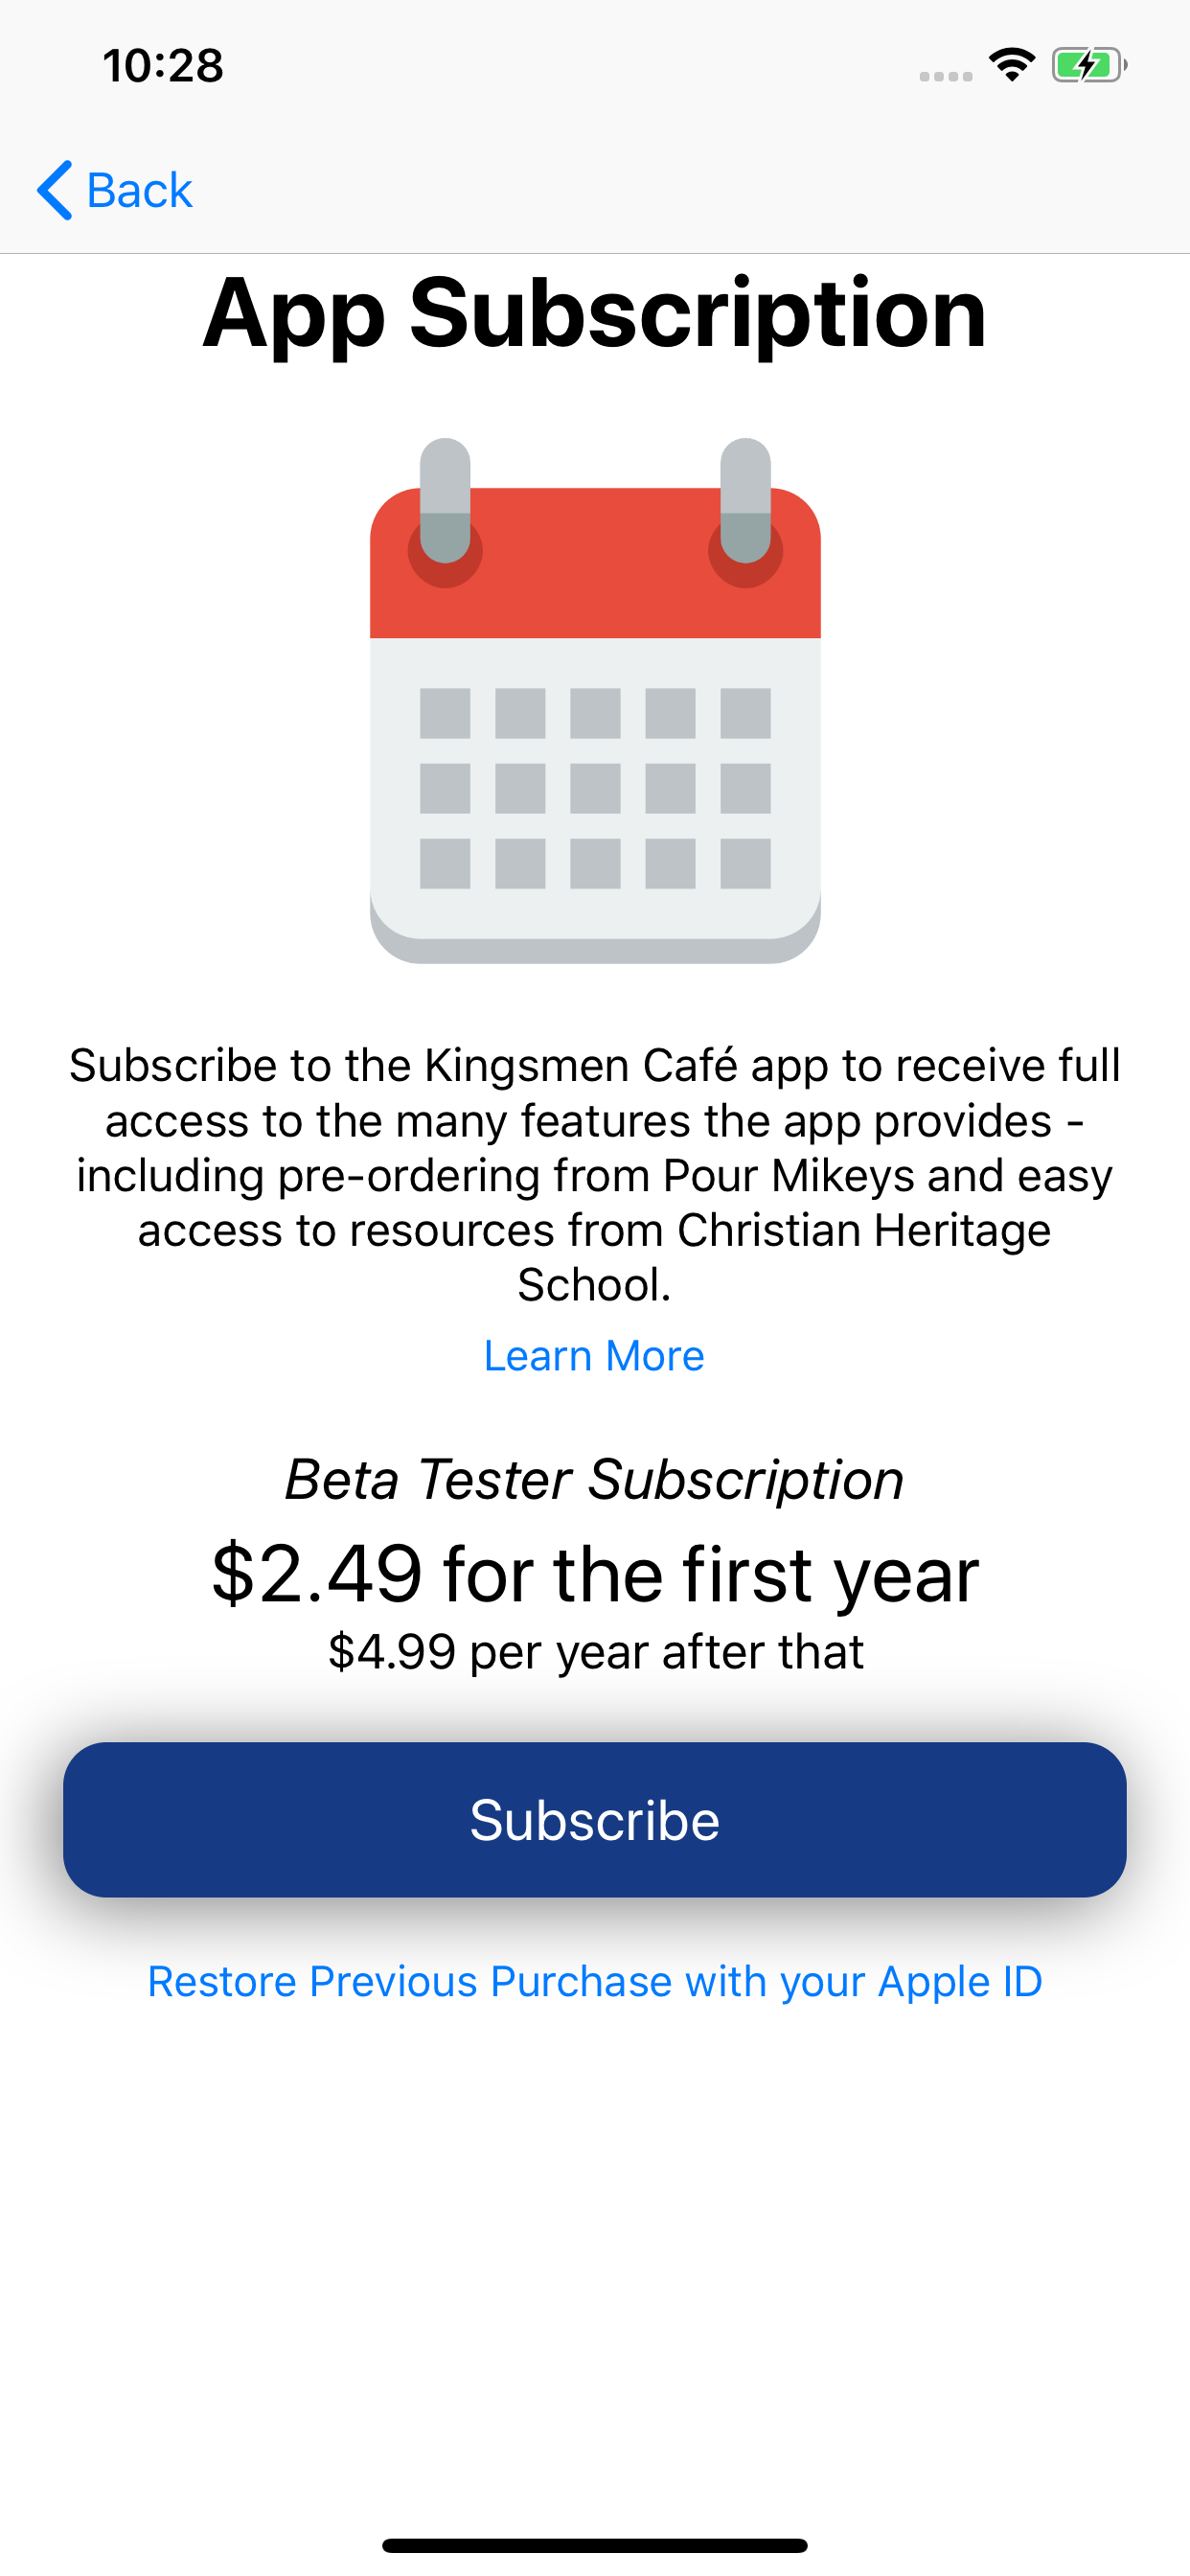 10:28
Back
App Subscription
Subscribe to the Kingsmen Café app to receive full
access to the many features the app provides -
including pre-ordering from Pour Mikeys and easy
access to resources from Christian Heritage
School.
Learn More
Beta Tester Subscription
$2.49 for the first year
$4.99 per year after that
Subscribe
Restore Previous Purchase with your Apple ID